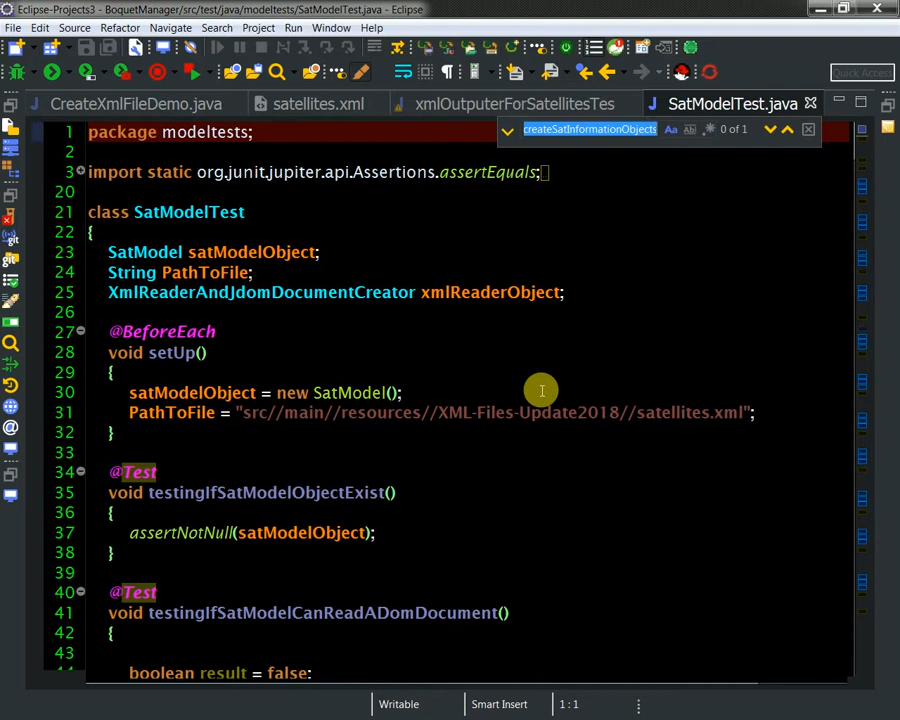 Eclipse-Projects3 - BoquetManager/src/test/java/modeltests/SatModelTest.java - Eclipse
File Edit Source Refactor Navigate Search Project Run Window Help
Quick Access
CreateXmlFileDemo.java satellites.xml xmlOutputerForSatellitesTes SatModelTest.java
createSatInformationObjects Aa Ab 0 of 1
1 package modeltests;
2
3 import static org.junit.jupiter.api.Assertions.assertEquals;
20
21 class SatModelTest
22 {
23 SatModel satModelObject;
24 String PathToFile;
25 XmlReaderAndJdomDocumentCreator xmlReaderObject;
26
27 @BeforeEach
28 void setUp()
29 {
30 satModelObject = new SatModel();
31 PathToFile = "src//main//resources//XML-Files-Update2018//satellites.xml";
32 }
33
34 @Test
35 void testingIfSatModelObjectExist()
36 {
37 assertNotNull(satModelObject);
38 }
39
40 @Test
41 void testingIfSatModelCanReadADomDocument()
42 {
43
44 boolean result = false;
Writable Smart Insert 1 : 1